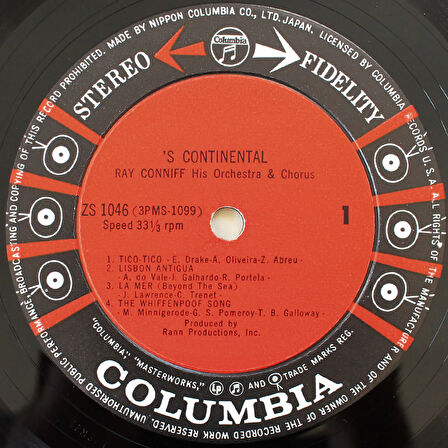 MADE BY NIPPON COLUMBIA CO., LTD. JAPAN. LICENSED BY COLUMBIA RECORDS U.S.A. ALL RIGHTS OF THE MANUFACTURER AND OF THE OWNER OF THE RECORDED WORK RESERVED. UNAUTHORISED PUBLIC PERFORMANCE, BROADCASTING AND COPYING OF THIS RECORD PROHIBITED.
Columbia
STEREO FIDELITY
'S CONTINENTAL
RAY CONNIFF His Orchestra & Chorus
ZS 1046 (3PMS-1099)
Speed 33⅓ rpm
1
1. TICO-TICO - E. Drake-A. Oliveira-Z. Abreu
2. LISBON ANTIGUA
- A. do Vale-J. Galhardo-R. Portela
3. LA MER (Beyond The Sea)
- J. Lawrence-C. Trenet
4. THE WHIFFENPOOF SONG
- M. Minnigerode-G. S. Pomeroy-T. B. Galloway
Produced by
Rann Productions, Inc.
"COLUMBIA", "MASTERWORKS", LP AND TRADE MARKS REG.
COLUMBIA